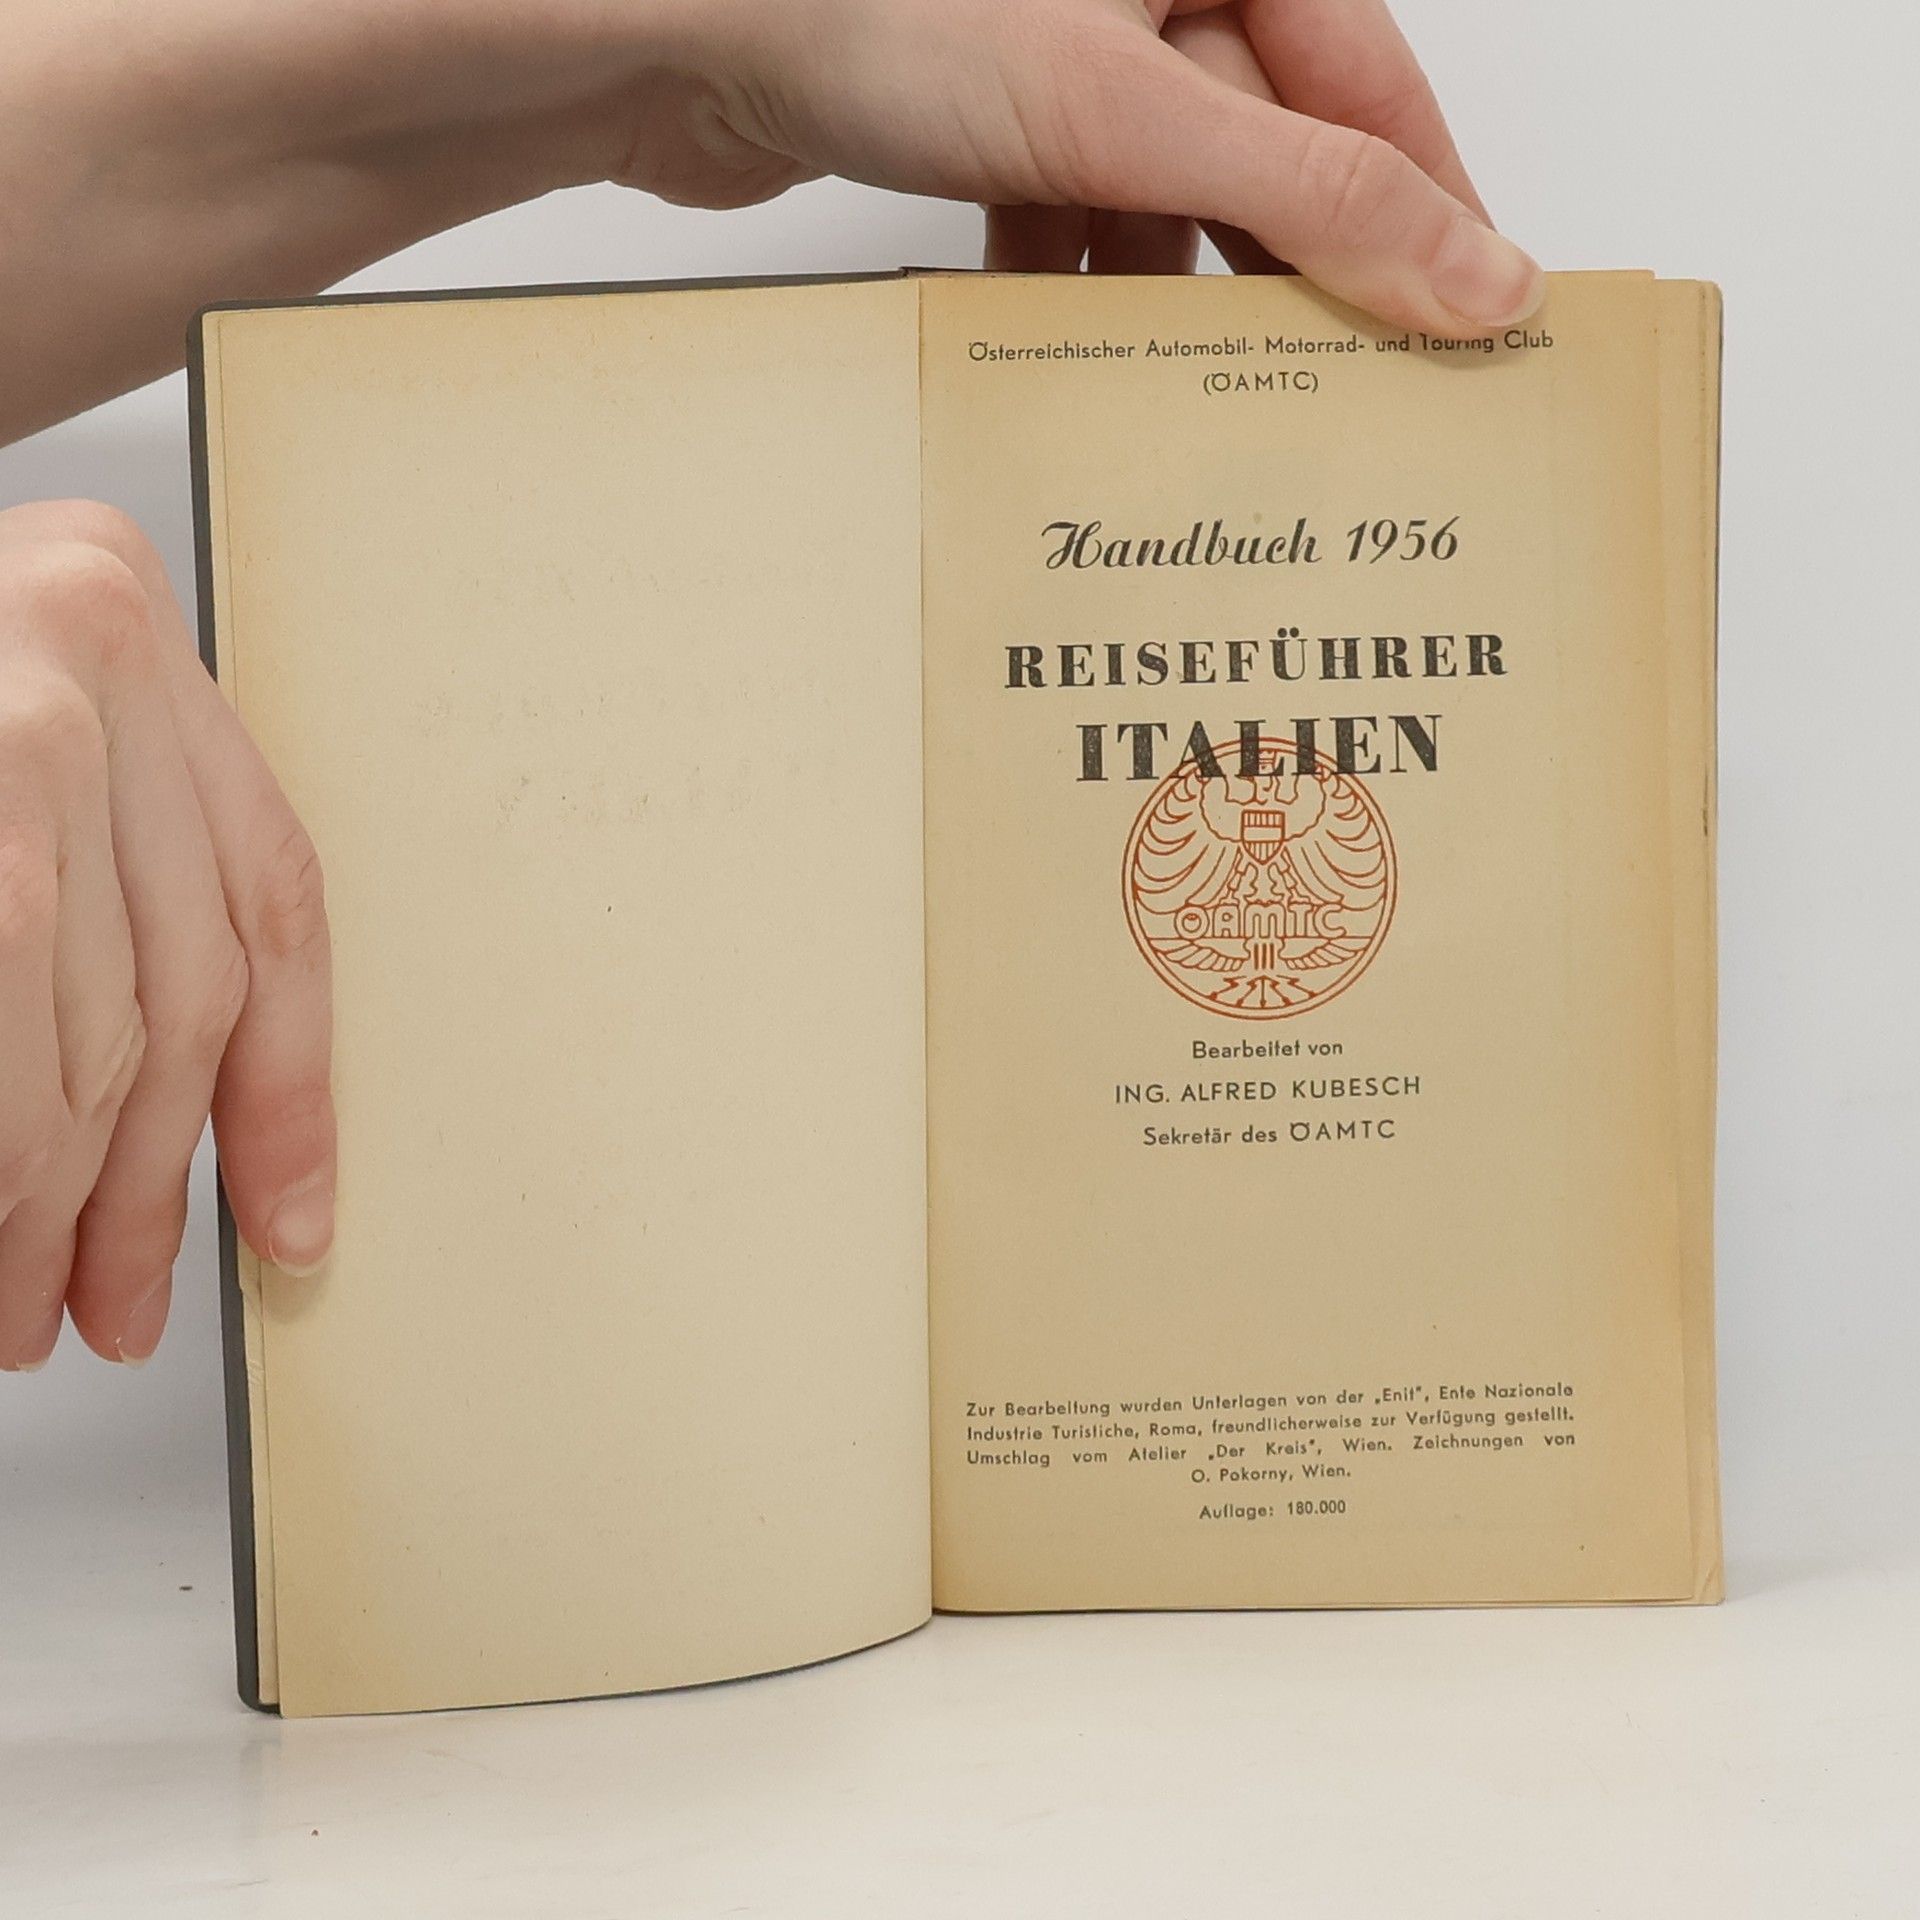 Österreichischer Automobil- Motorrad- und Touring Club
(ÖAMTC)
Handbuch 1956
REISEFÜHRER
ITALIEN
ÖAMTC
Bearbeitet von
ING. ALFRED KUBESCH
Sekretär des ÖAMTC
Zur Bearbeitung wurden Unterlagen von der „Enit", Ente Nazionale
Industrie Turistiche, Roma, freundlicherweise zur Verfügung gestellt.
Umschlag vom Atelier „Der Kreis", Wien. Zeichnungen von
O. Pokorny, Wien.
Auflage: 180.000